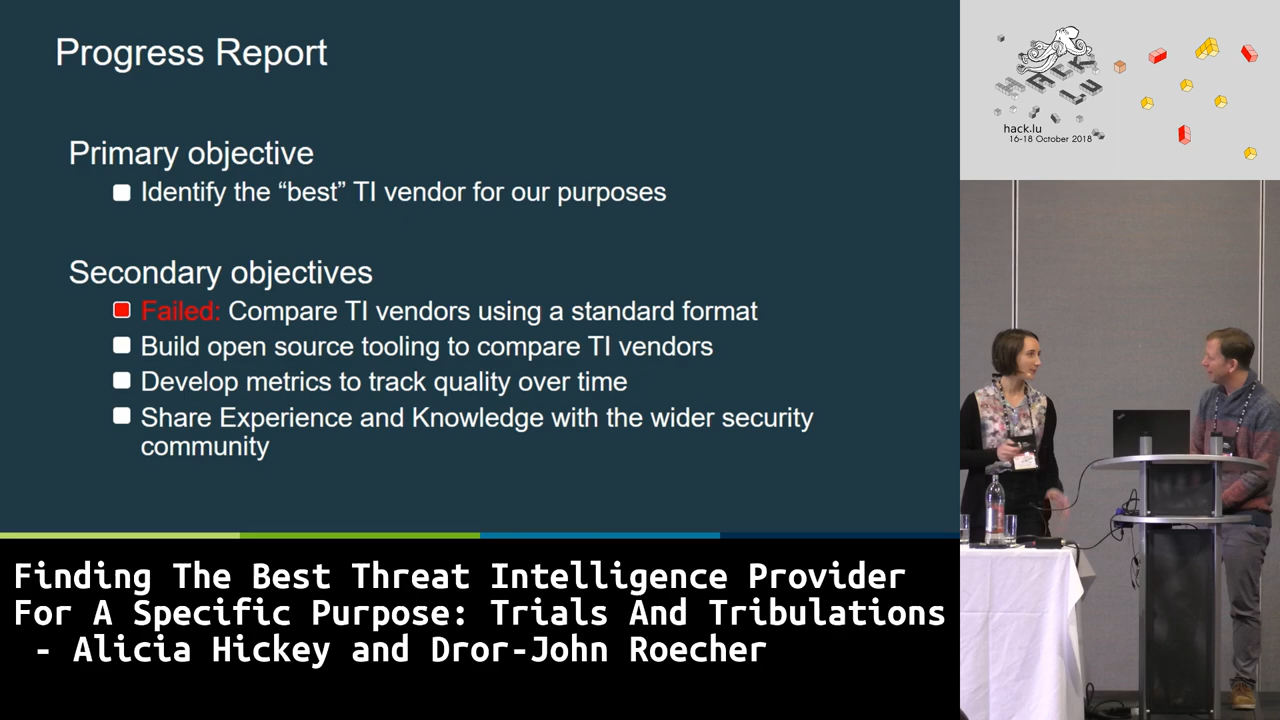 Progress Report
Primary objective
Identify the “best” TI vendor for our purposes
Secondary objectives
Failed: Compare TI vendors using a standard format
Build open source tooling to compare TI vendors
Develop metrics to track quality over time
Share Experience and Knowledge with the wider security
community
HACK
LU
hack.lu
16-18 October 2018
Finding The Best Threat Intelligence Provider
For A Specific Purpose: Trials And Tribulations
- Alicia Hickey and Dror-John Roecher